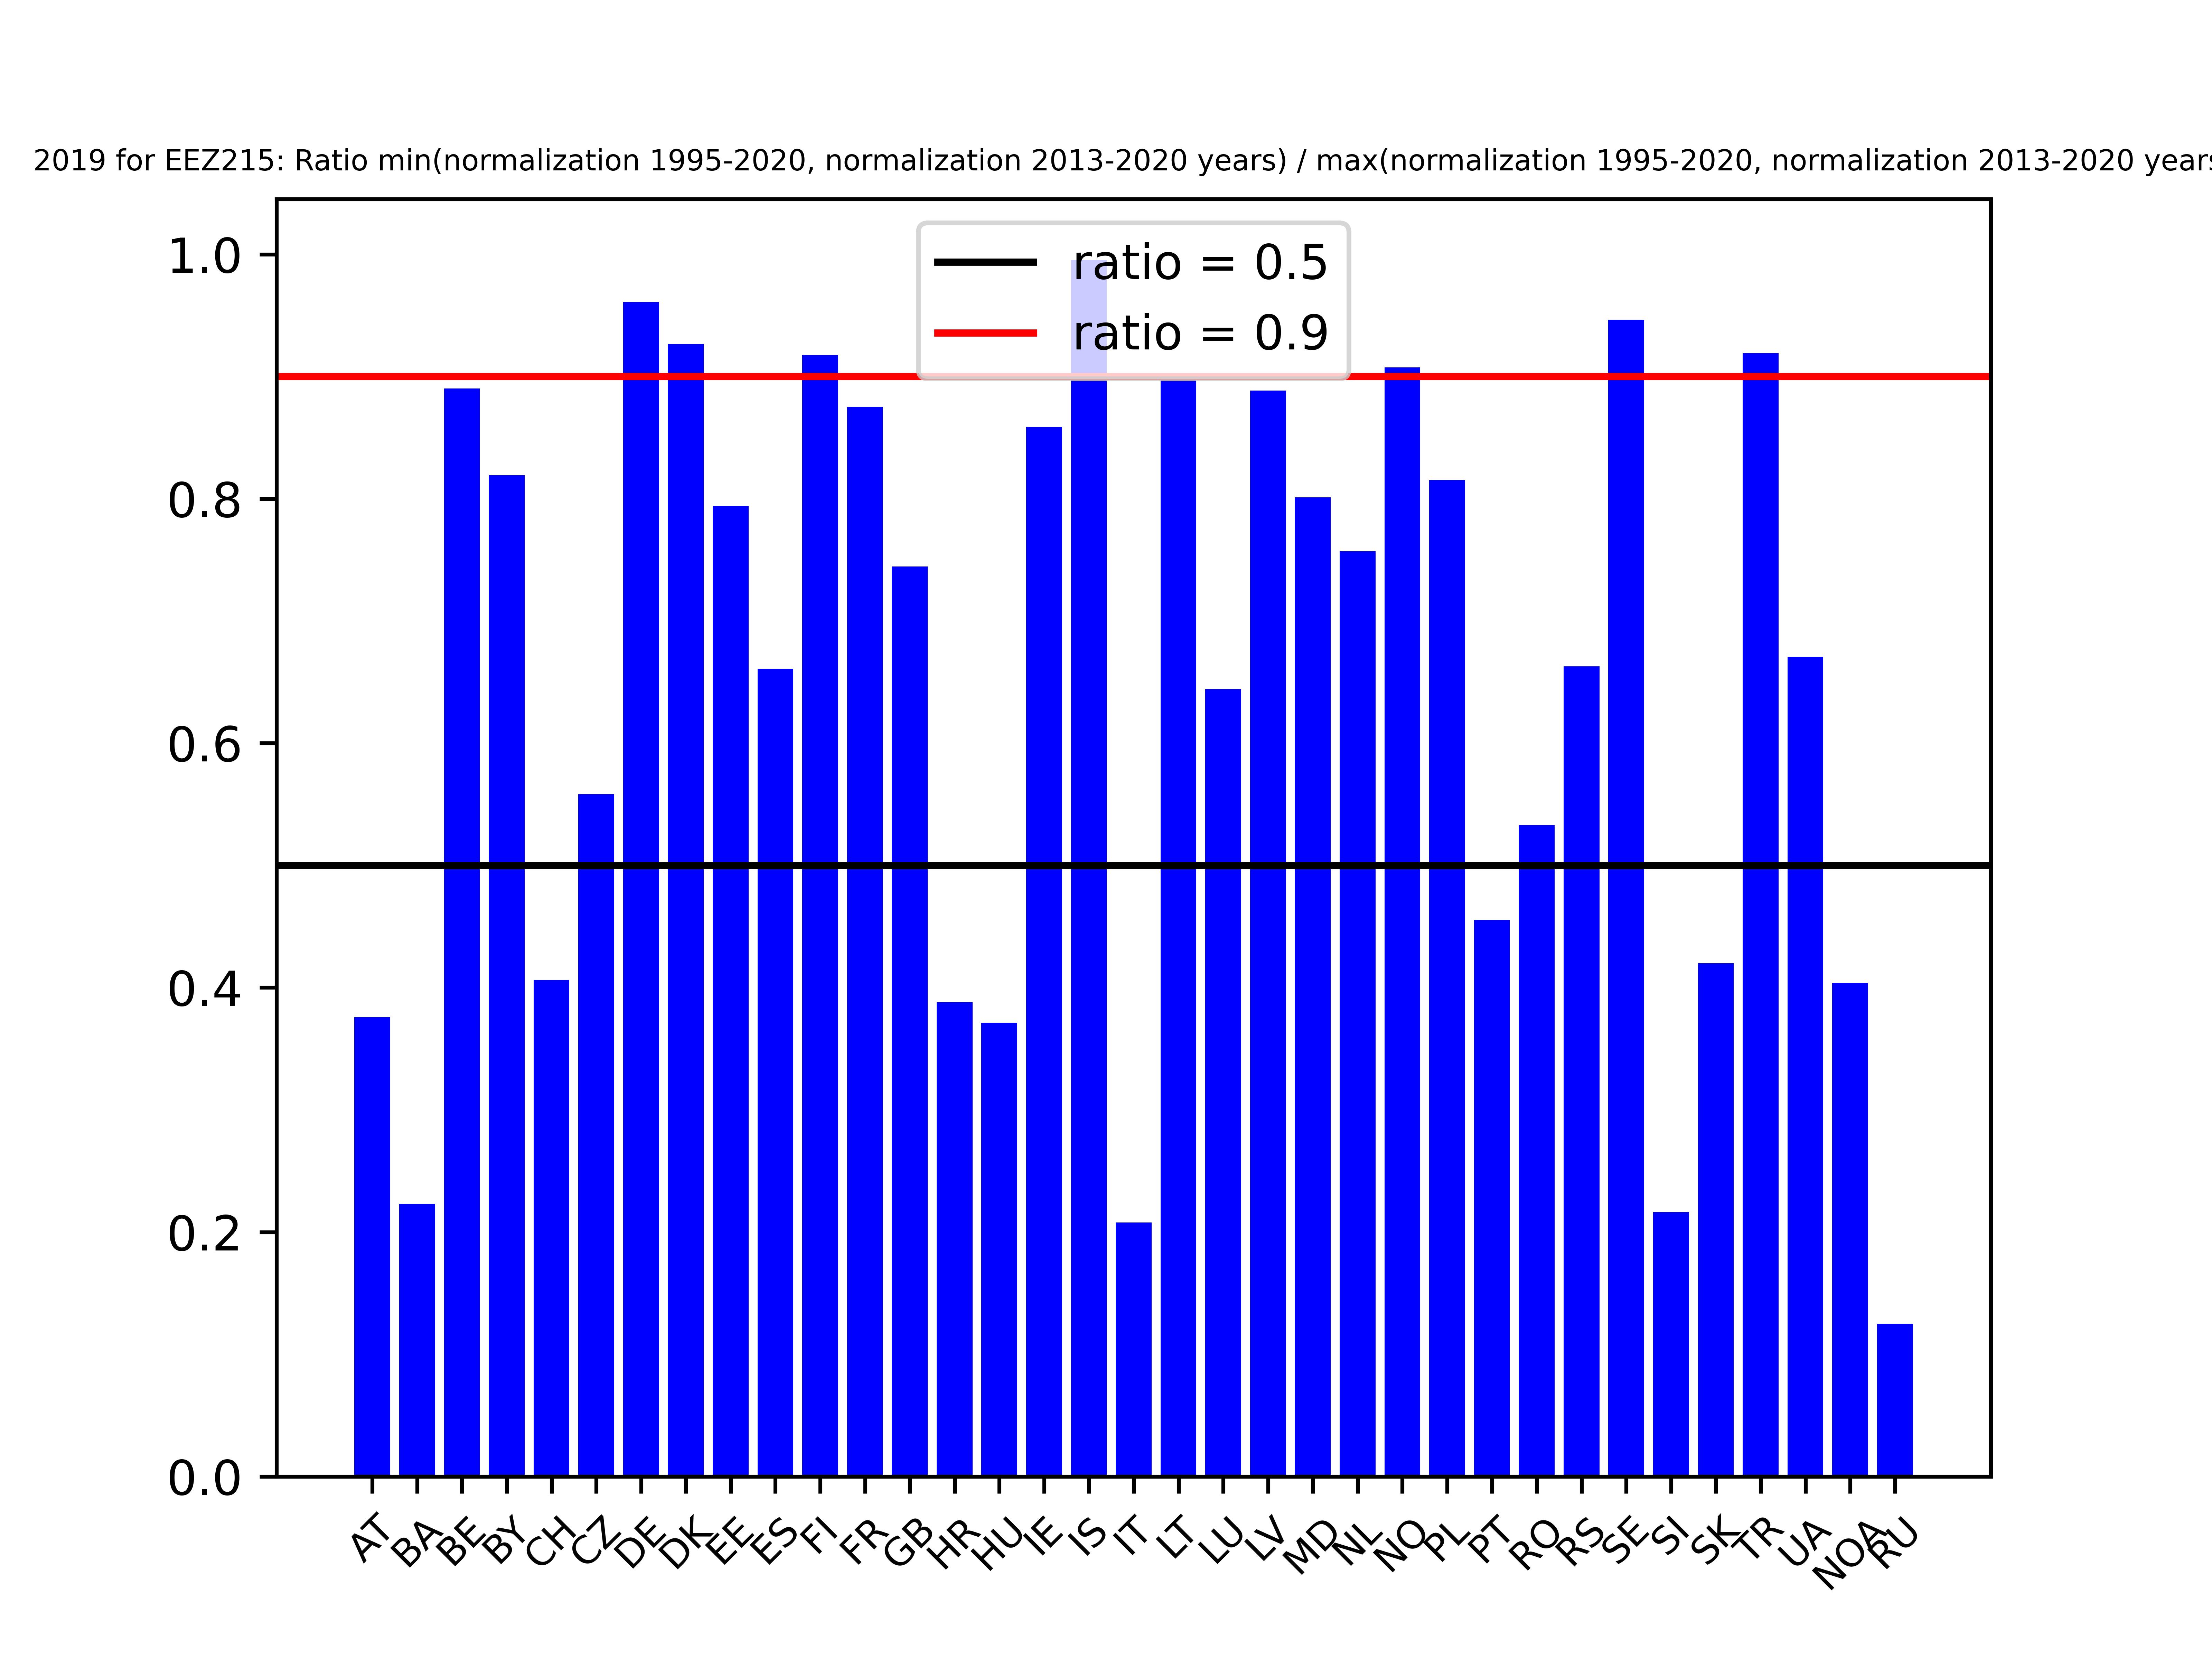 2019 for EEZ215: Ratio min(normalization 1995-2020, normalization 2013-2020 years) / max(normalization 1995-2020, normalization 2013-2020 years
ratio = 0.5
ratio = 0.9
1.0
0.8
0.6
0.4
0.2
0.0
AT BA BE BY CH CZ DE DK EE ES FI FR GB HR HU IE IS IT LT LU LV MD NL NO PL PT RO RS SE SI SK TR UA NOA RU